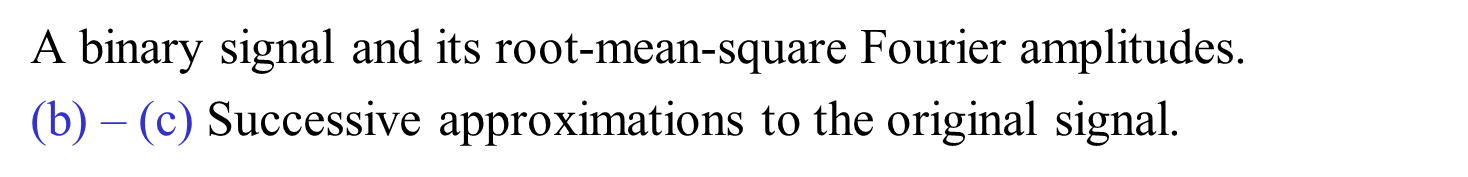 A binary signal and its root-mean-square Fourier amplitudes.
(b) – (c) Successive approximations to the original signal.